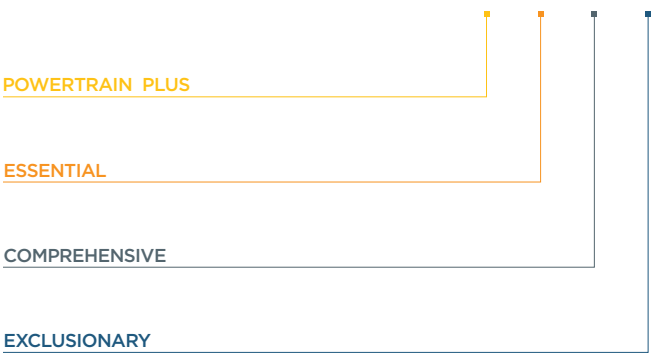 POWERTRAIN PLUS
ESSENTIAL
COMPREHENSIVE
EXCLUSIONARY